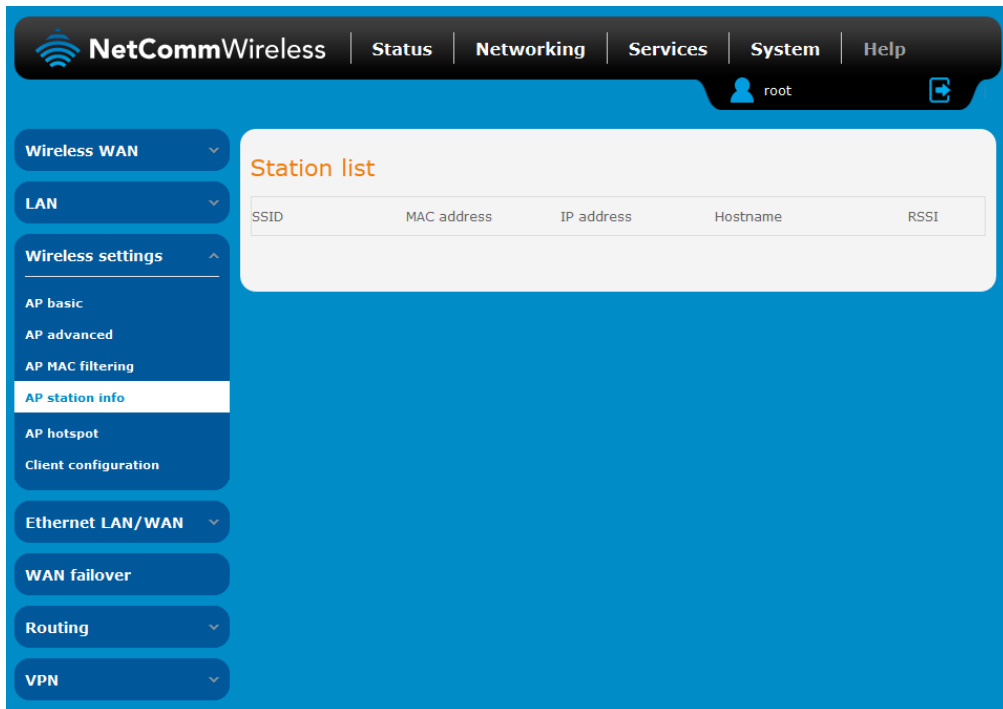 NetCommWireless Status Networking Services System Help
root
Wireless WAN
LAN
Wireless settings
AP basic
AP advanced
AP MAC filtering
AP station info
AP hotspot
Client configuration
Ethernet LAN/WAN
WAN failover
Routing
VPN
Station list
SSID MAC address IP address Hostname RSSI